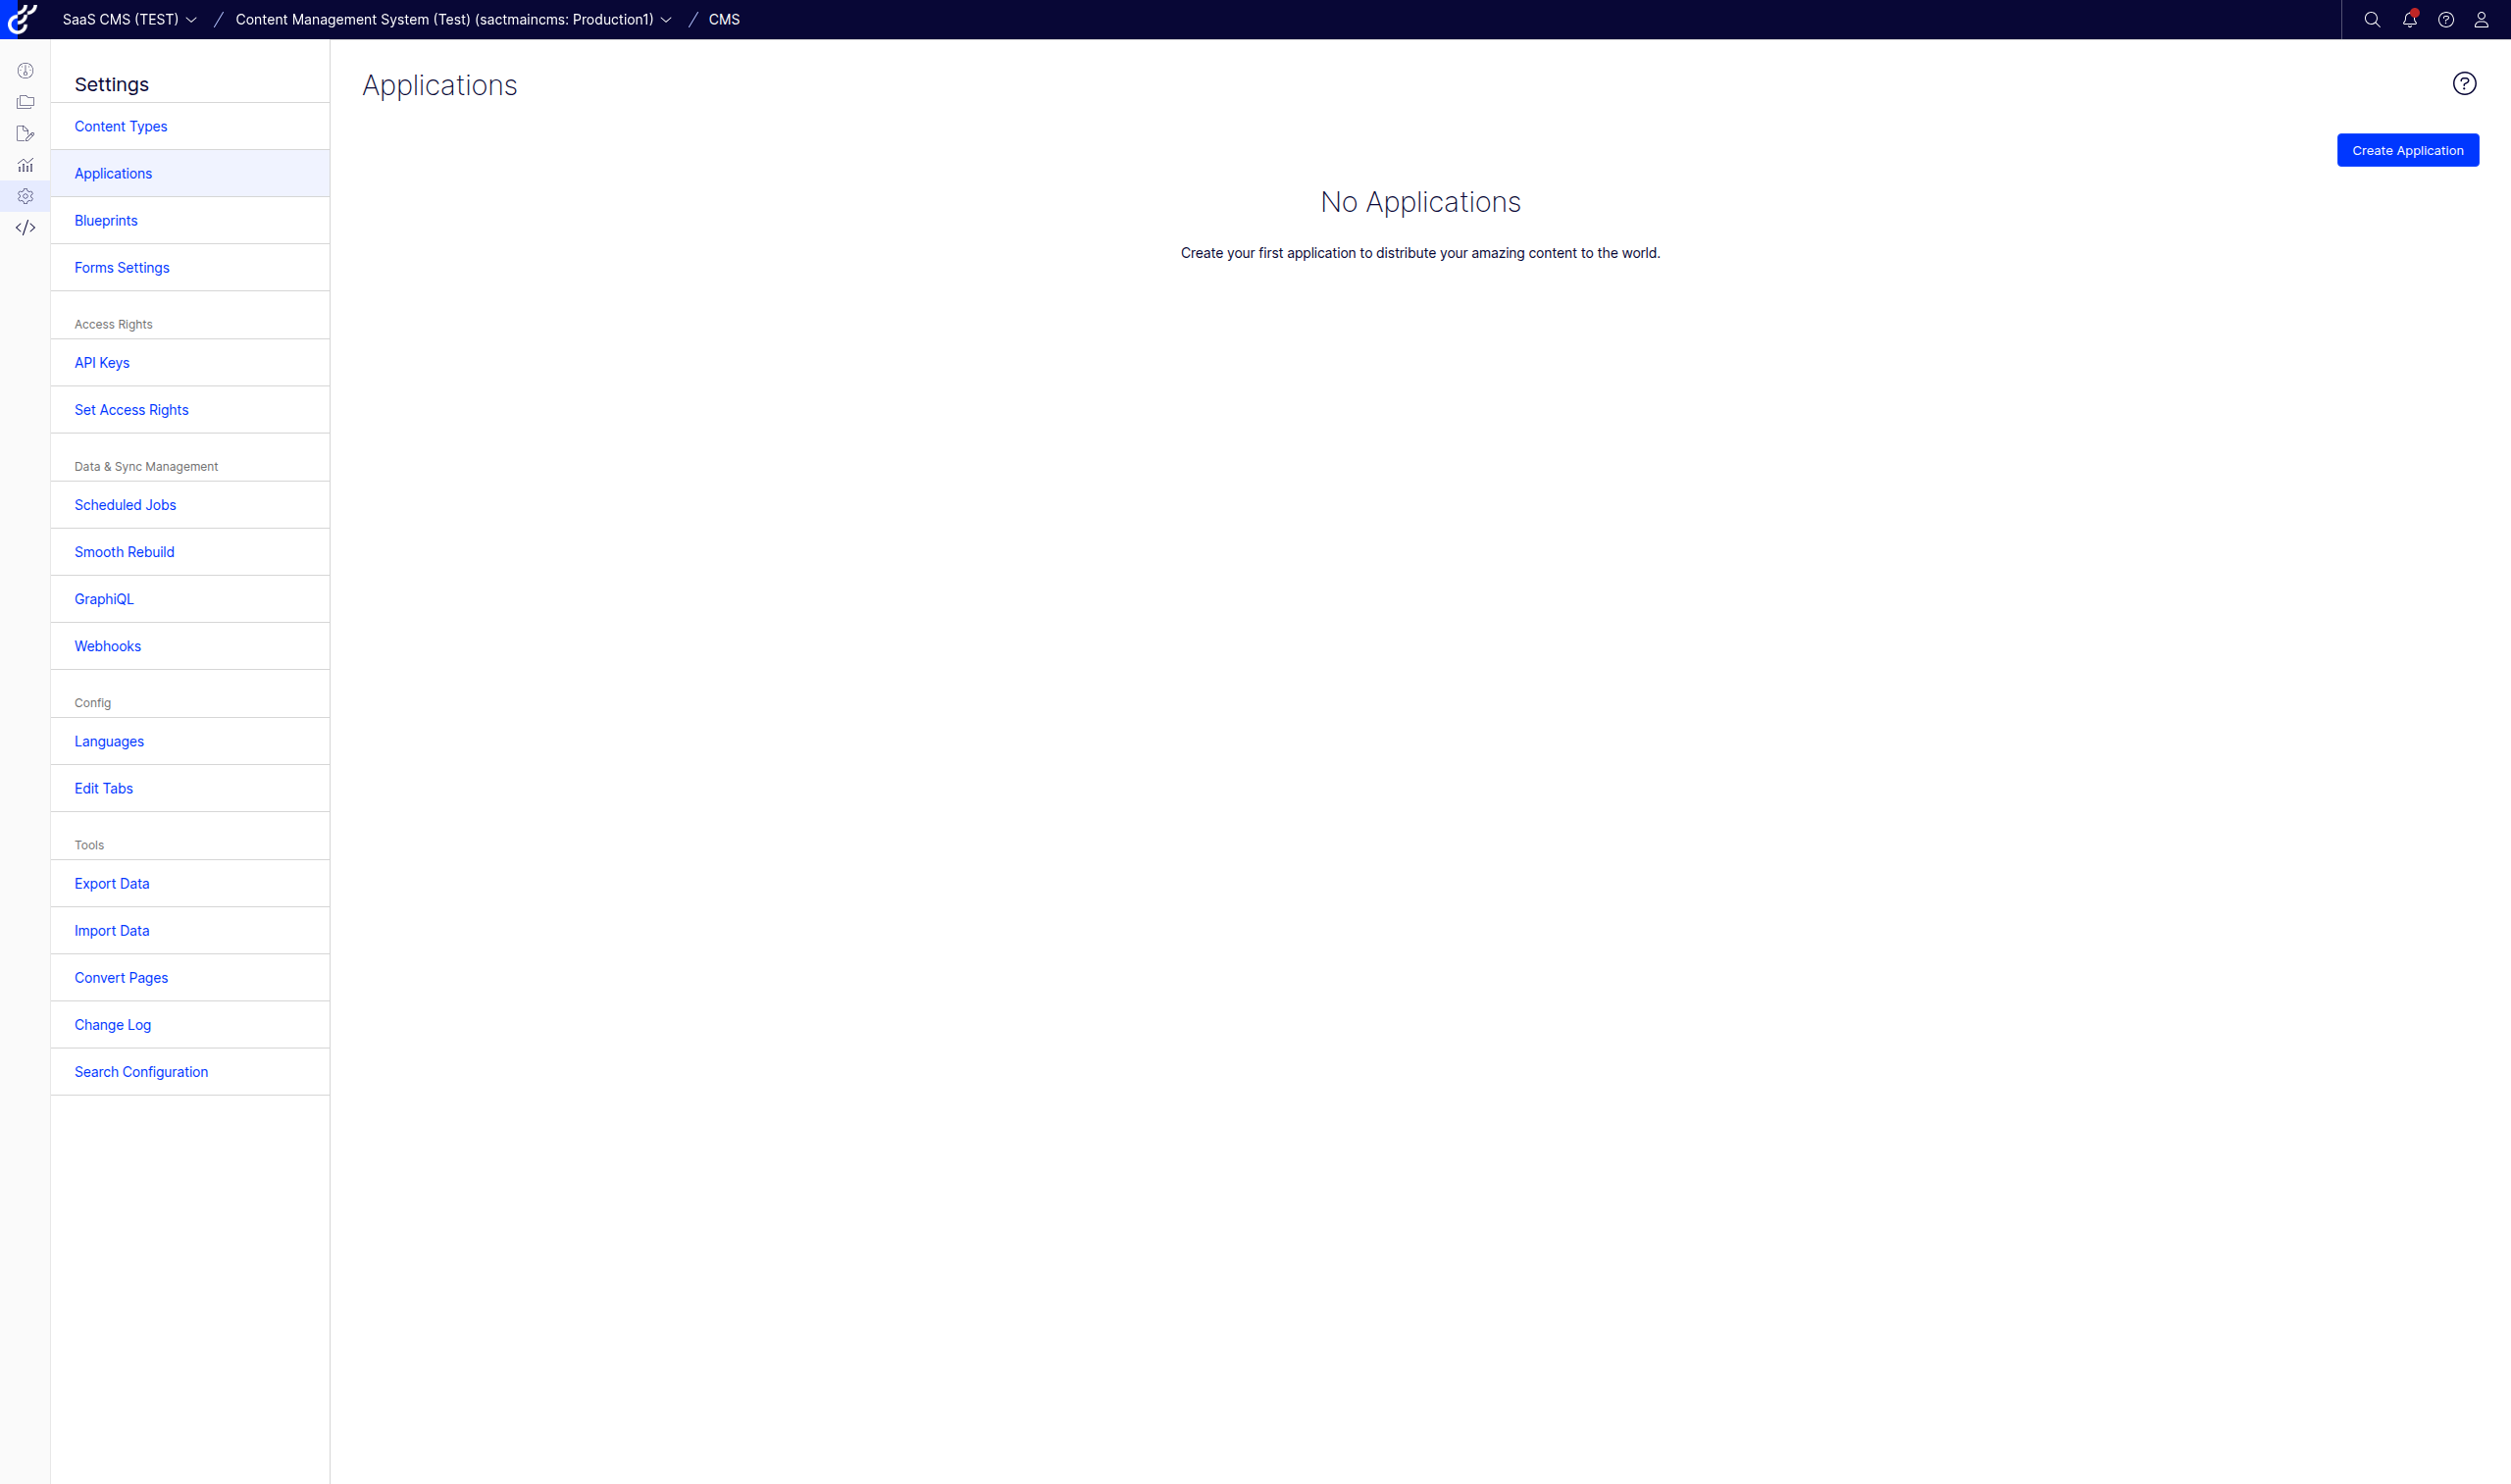 SaaS CMS (TEST) / Content Management System (Test) (sactmaincms: Production1) / CMS
Settings
Content Types
Applications
Blueprints
Forms Settings
Access Rights
API Keys
Set Access Rights
Data & Sync Management
Scheduled Jobs
Smooth Rebuild
GraphiQL
Webhooks
Config
Languages
Edit Tabs
Tools
Export Data
Import Data
Convert Pages
Change Log
Search Configuration
Applications
Create Application
No Applications
Create your first application to distribute your amazing content to the world.